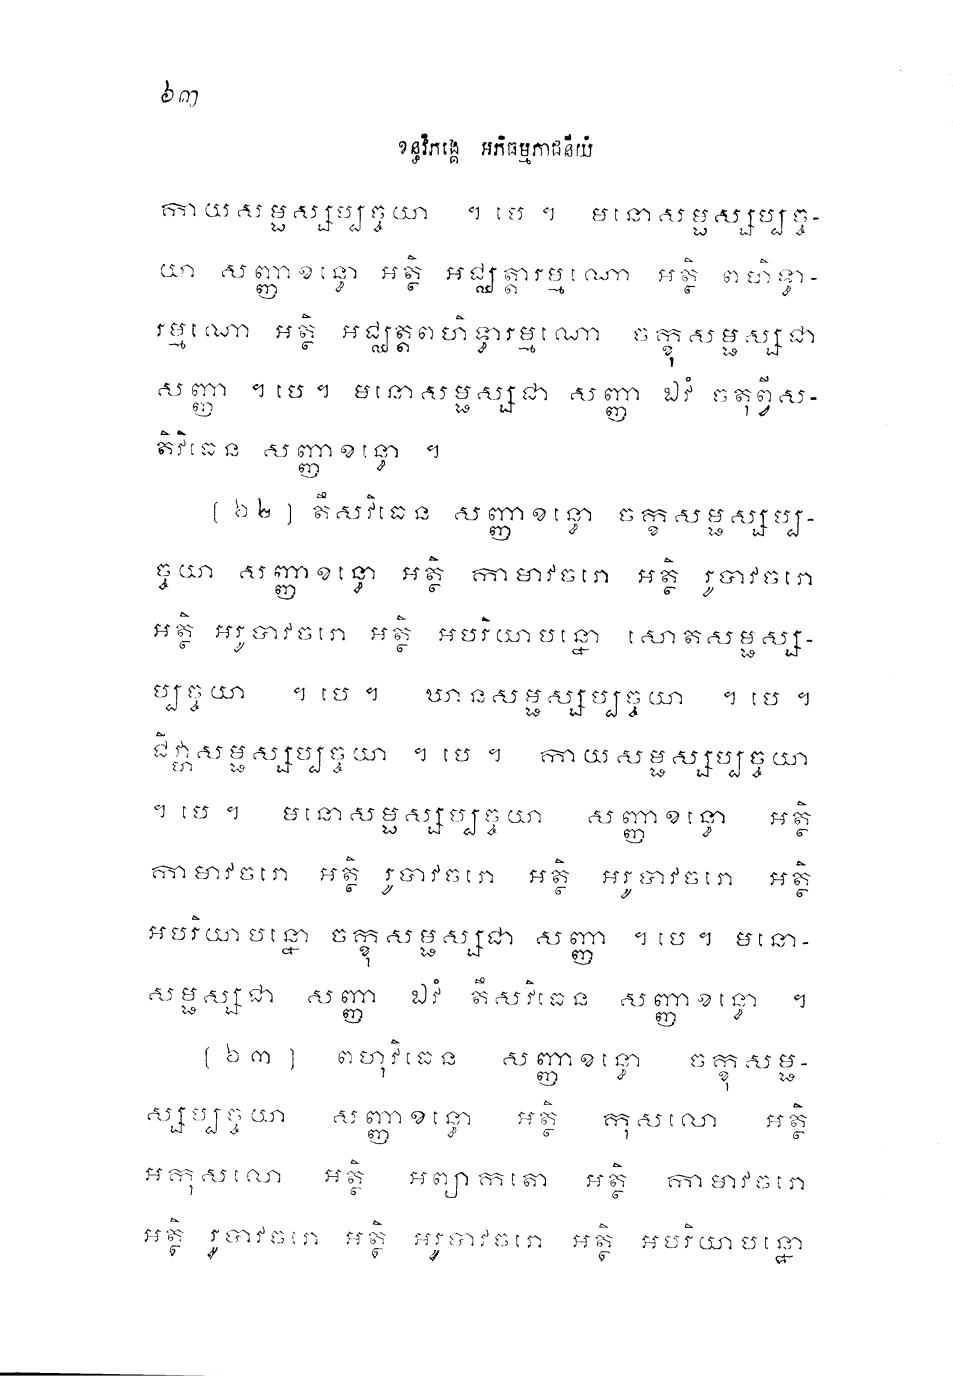 ៦៣
ខន្ធវិភង្គេ អភិធម្មភាជនីយំ
កាយសម្ផស្សប្បច្ចយា ។ បេ ។ មនោសម្ផស្សប្បច្ច-
យា សញ្ញាខន្ធោ អត្ថិ អជ្ឈត្តារម្មណោ អត្ថិ ពហិទ្ធា-
រម្មណោ អត្ថិ អជ្ឈត្តពហិទ្ធារម្មណោ ចក្ខុសម្ផស្សជា
សញ្ញា ។ បេ ។ មនោសម្ផស្សជា សញ្ញា ឯវំ ចតុព្វីស-
តិវិធេន សញ្ញាខន្ធោ ។
[ ៦២ ] តឹសវិធេន សញ្ញាខន្ធោ ចក្ខុសម្ផស្សប្ប-
ច្ចយា សញ្ញាខន្ធោ អត្ថិ កាមាវចរោ អត្ថិ រូបាវចរោ
អត្ថិ អរូបាវចរោ អត្ថិ អបរិយាបន្នោ សោតសម្ផស្ស-
ប្បច្ចយា ។ បេ ។ ឃានសម្ផស្សប្បច្ចយា ។ បេ ។
ជិវ្ហាសម្ផស្សប្បច្ចយា ។ បេ ។ កាយសម្ផស្សប្បច្ចយា
។ បេ ។ មនោសម្ផស្សប្បច្ចយា សញ្ញាខន្ធោ អត្ថិ
កាមាវចរោ អត្ថិ រូបាវចរោ អត្ថិ អរូបាវចរោ អត្ថិ
អបរិយាបន្នោ ចក្ខុសម្ផស្សជា សញ្ញា ។ បេ ។ មនោ-
សម្ផស្សជា សញ្ញា ឯវំ តឹសវិធេន សញ្ញាខន្ធោ ។
[ ៦៣ ] ពហុវិធេន សញ្ញាខន្ធោ ចក្ខុសម្ផ-
ស្សប្បច្ចយា សញ្ញាខន្ធោ អត្ថិ កុសលោ អត្ថិ
អកុសលោ អត្ថិ អព្យាកតោ អត្ថិ កាមាវចរោ
អត្ថិ រូបាវចរោ អត្ថិ អរូបាវចរោ អត្ថិ អបរិយាបន្នោ